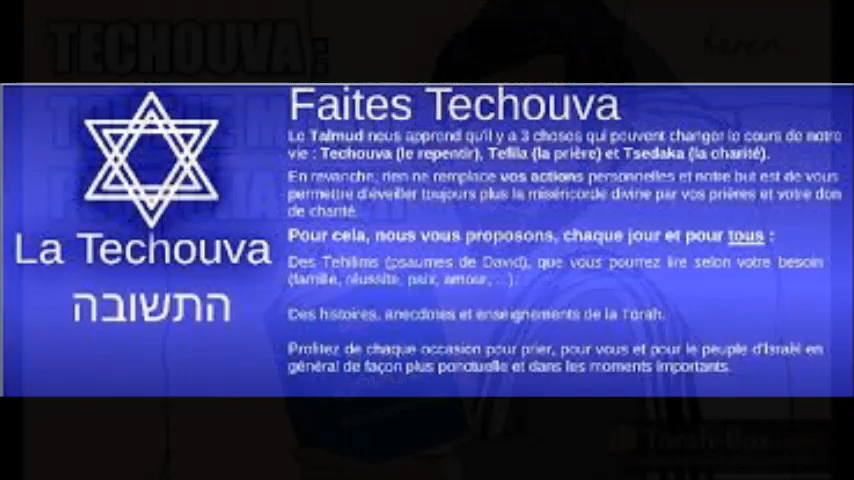 TECHOUVA :
Faites Techouva
Le Talmud nous apprend qu'il y a 3 choses qui peuvent changer le cours de notre
vie : Techouva (le repentir), Tefila (la prière) et Tsedaka (la charité).
En revanche, rien ne remplace vos actions personnelles et notre but est de vous
permettre d'éveiller toujours plus la miséricorde divine par vos prières et votre don
de charité.
Pour cela, nous vous proposons, chaque jour et pour tous :
Des Tehilims (psaumes de David), que vous pourrez lire selon votre besoin
(famille, réussite, paix, amour, ...).
Des histoires, anecdotes et enseignements de la Torah.
Profitez de chaque occasion pour prier, pour vous et pour le peuple d'Israël en
général de façon plus ponctuelle et dans les moments importants.
La Techouva
התשובה
Torah-Box